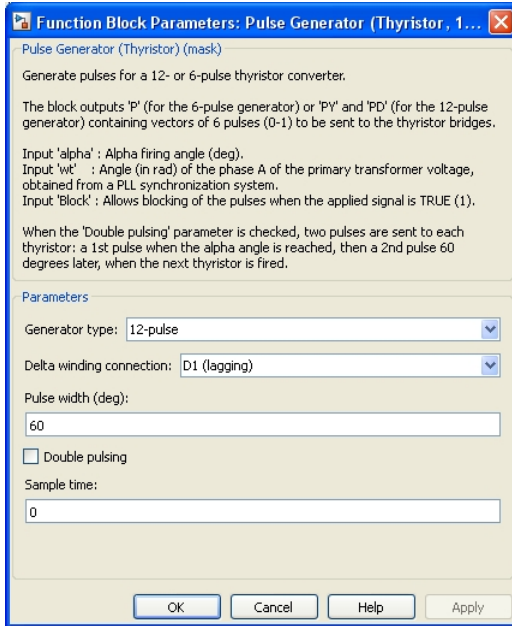 Function Block Parameters: Pulse Generator (Thyristor, 1...
Pulse Generator (Thyristor) (mask)
Generate pulses for a 12- or 6-pulse thyristor converter.
The block outputs 'P' (for the 6-pulse generator) or 'PY' and 'PD' (for the 12-pulse
generator) containing vectors of 6 pulses (0-1) to be sent to the thyristor bridges.
Input 'alpha' : Alpha firing angle (deg).
Input 'wt' : Angle (in rad) of the phase A of the primary transformer voltage,
obtained from a PLL synchronization system.
Input 'Block' : Allows blocking of the pulses when the applied signal is TRUE (1).
When the 'Double pulsing' parameter is checked, two pulses are sent to each
thyristor: a 1st pulse when the alpha angle is reached, then a 2nd pulse 60
degrees later, when the next thyristor is fired.
Parameters
Generator type: 12-pulse
Delta winding connection: D1 (lagging)
Pulse width (deg):
60
Double pulsing
Sample time:
0
OK Cancel Help Apply